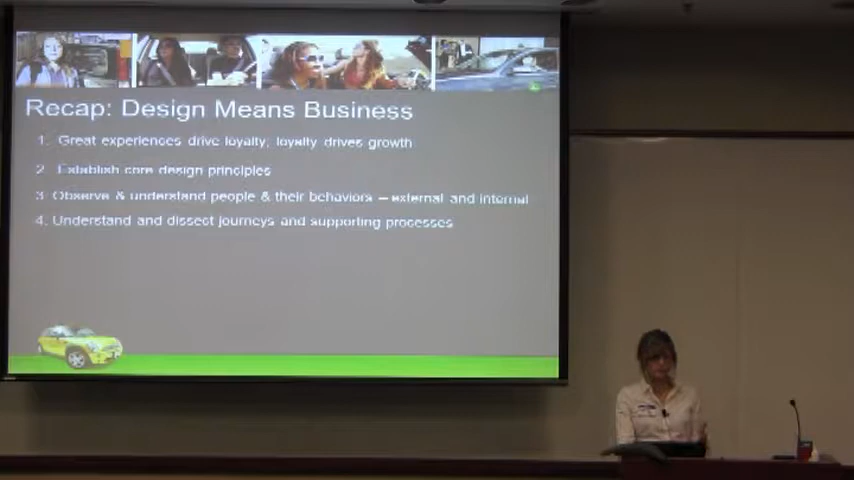 Recap: Design Means Business
1. Great experiences drive loyalty; loyalty drives growth
2. Establish core design principles
3. Observe & understand people & their behaviors – external and internal
4. Understand and dissect journeys and supporting processes